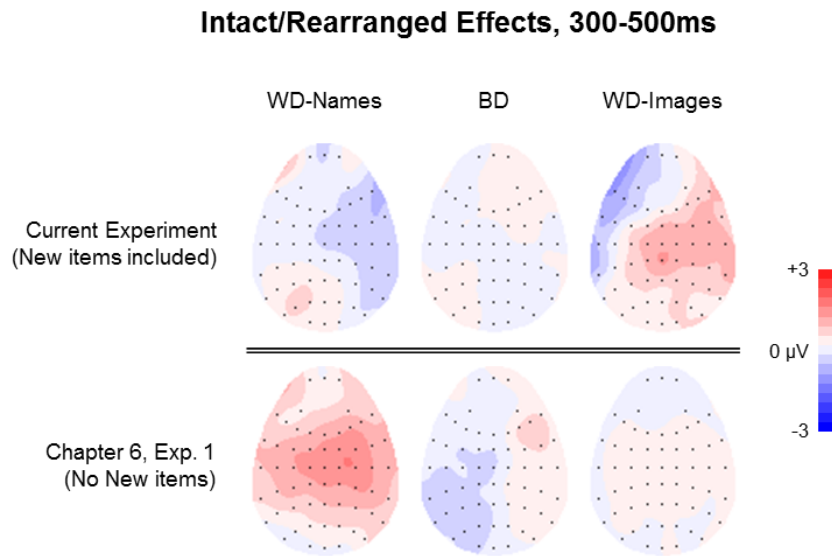 Intact/Rearranged Effects, 300-500ms
WD-Names BD WD-Images
Current Experiment
(New items included)
+3
0 µV
-3
Chapter 6, Exp. 1
(No New items)